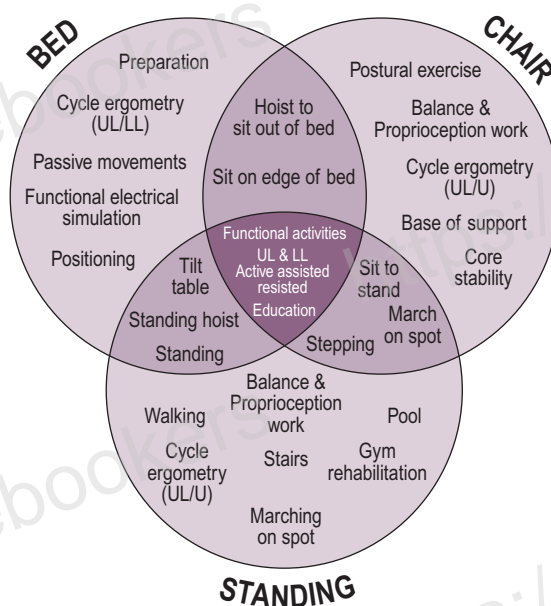 BED
CHAIR
Preparation
Cycle ergometry
(UL/LL)
Passive movements
Functional electrical
simulation
Positioning
Hoist to
sit out of bed
Sit on edge of bed
Postural exercise
Balance &
Proprioception work
Cycle ergometry
(UL/U)
Base of support
Core
stability
Functional activities
UL & LL
Active assisted
resisted
Education
Tilt
table
Standing hoist
Standing
Sit to
stand
March
on spot
Stepping
Balance &
Proprioception
work
Walking
Pool
Cycle
ergometry
(UL/U)
Stairs
Gym
rehabilitation
Marching
on spot
STANDING
ebookers
https:/
ebookers